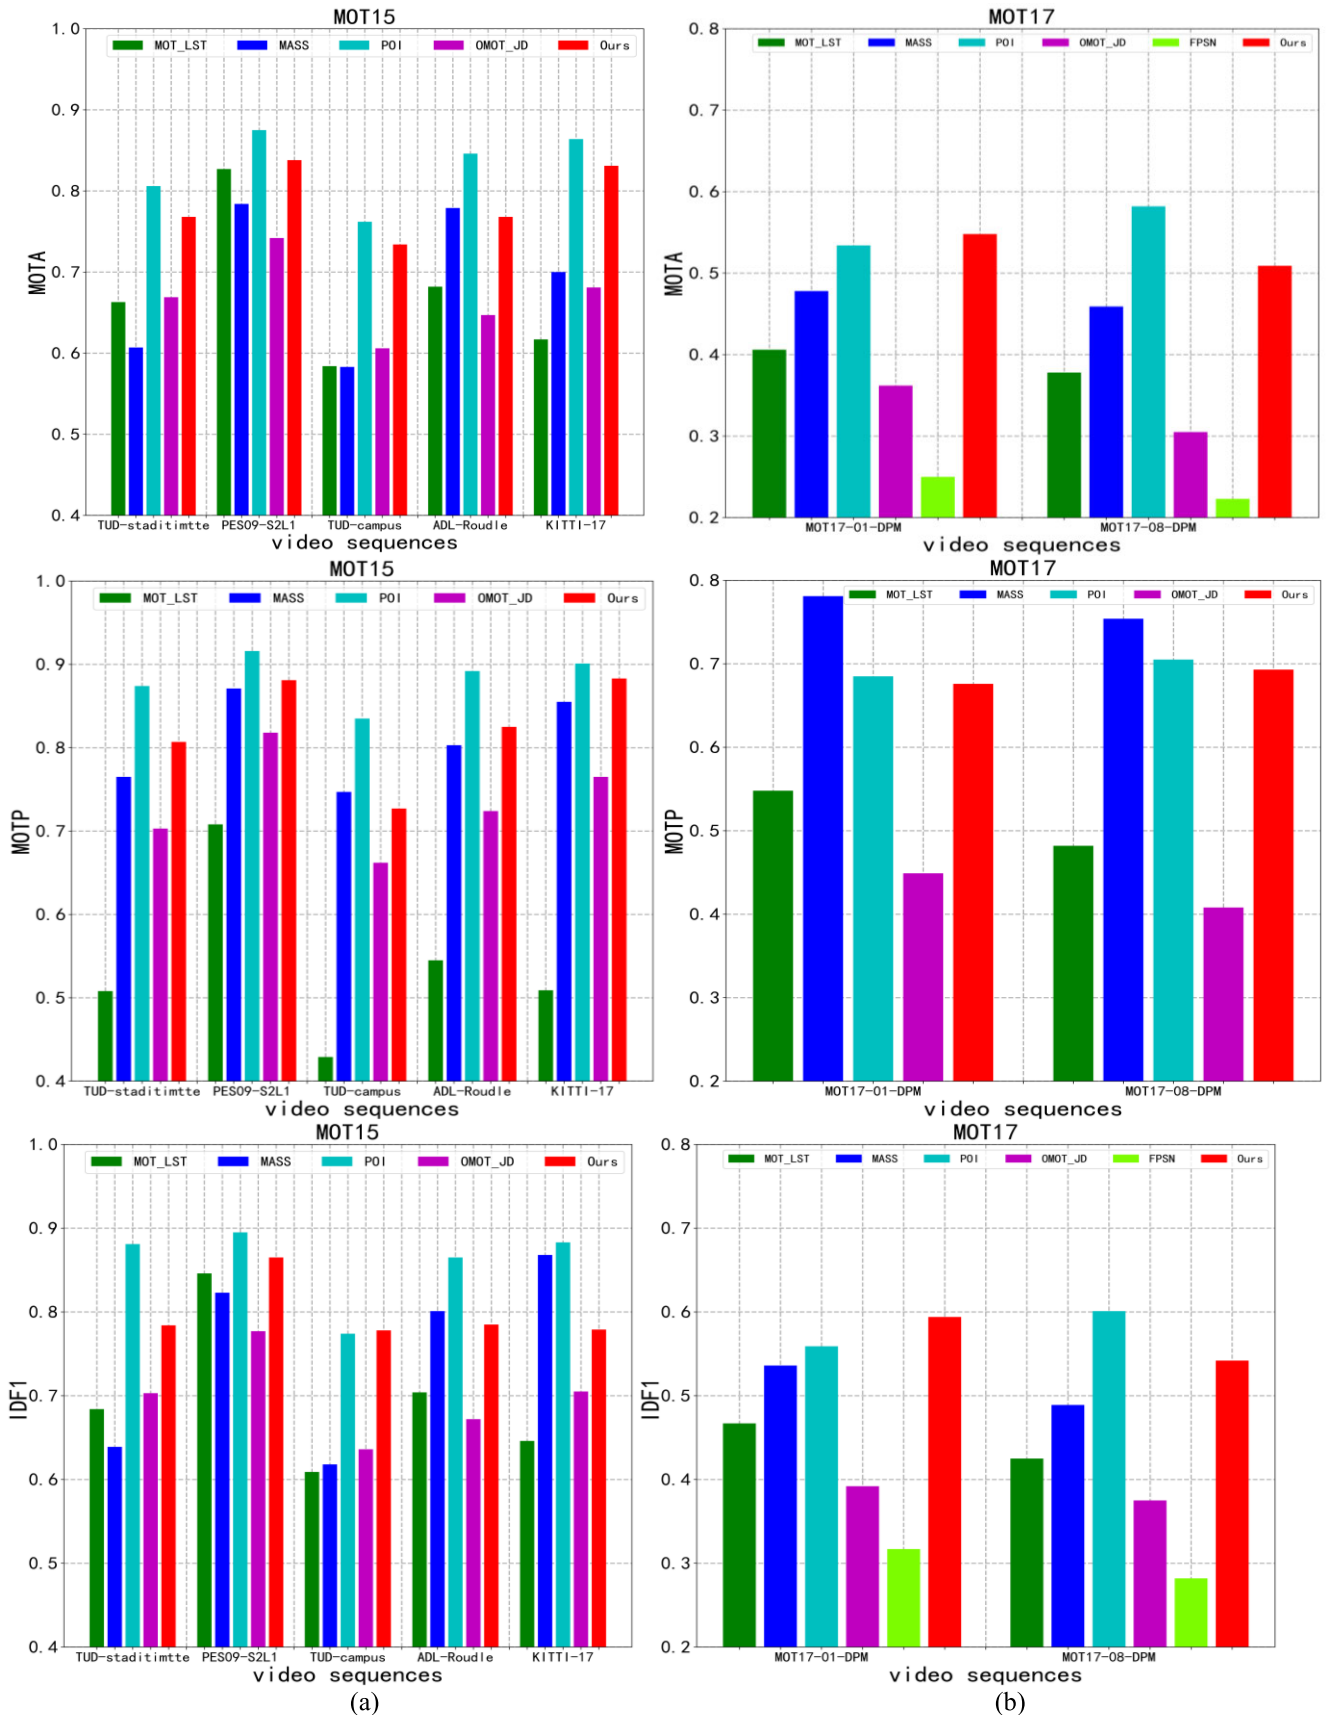 MOT15
MOT_LST MASS POI OMOT_JD Ours
1.0
0.9
0.8
0.7
0.6
0.5
0.4
MOTA
TUD-staditimtte PES09-S2L1 TUD-campus ADL-Roudle KITTI-17
video sequences
MOT17
MOT_LST MASS POI OMOT_JD FPSN Ours
0.8
0.7
0.6
0.5
0.4
0.3
0.2
MOTA
MOT17-01-DPM MOT17-08-DPM
video sequences
MOT15
MOT_LST MASS POI OMOT_JD Ours
1.0
0.9
0.8
0.7
0.6
0.5
0.4
MOTP
TUD-staditimtte PES09-S2L1 TUD-campus ADL-Roudle KITTI-17
video sequences
MOT17
MOT_LST MASS POI OMOT_JD Ours
0.8
0.7
0.6
0.5
0.4
0.3
0.2
MOTP
MOT17-01-DPM MOT17-08-DPM
video sequences
MOT15
MOT_LST MASS POI OMOT_JD Ours
1.0
0.9
0.8
0.7
0.6
0.5
0.4
IDF1
TUD-staditimtte PES09-S2L1 TUD-campus ADL-Roudle KITTI-17
video sequences
(a)
MOT17
MOT_LST MASS POI OMOT_JD FPSN Ours
0.8
0.7
0.6
0.5
0.4
0.3
0.2
IDF1
MOT17-01-DPM MOT17-08-DPM
video sequences
(b)